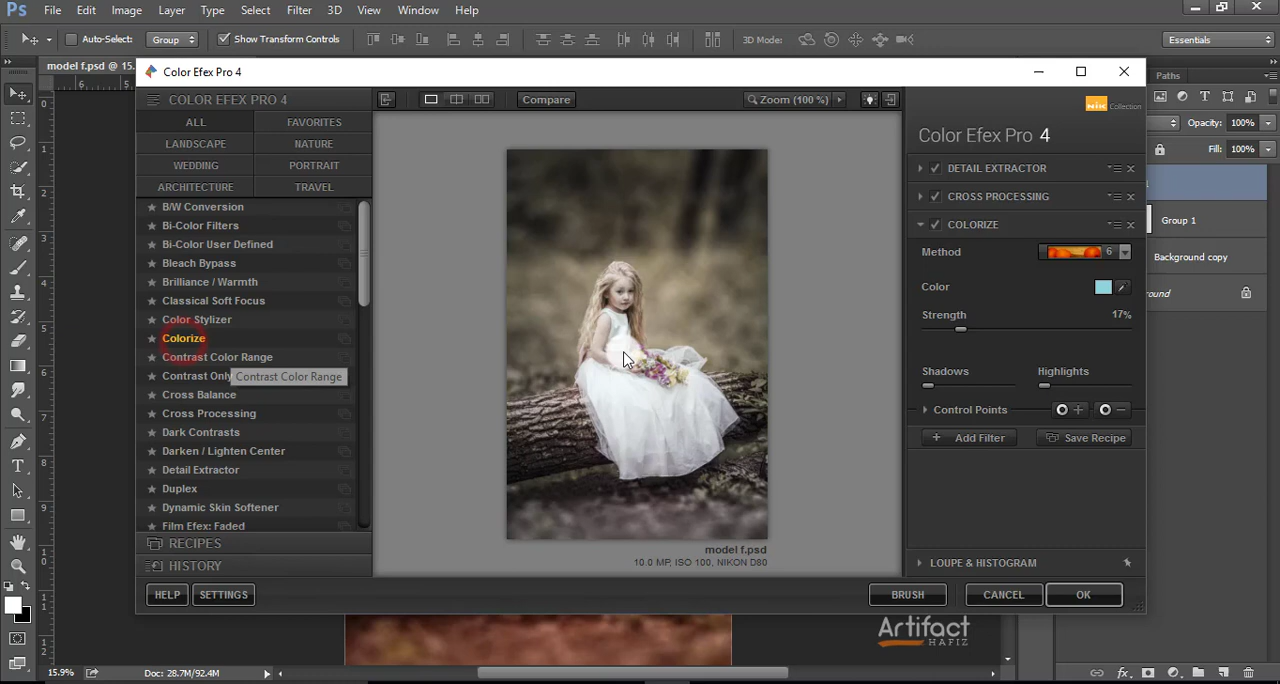 Ps File Edit Image Layer Type Select Filter 3D View Window Help
Auto-Select: Group Show Transform Controls 3D Mode: Essentials
model f.psd @ 15.
Color Efex Pro 4
Paths
COLOR EFEX PRO 4
Compare
Zoom (100 %)
Nik Collection
Color Efex Pro 4
ALL FAVORITES
LANDSCAPE NATURE
WEDDING PORTRAIT
ARCHITECTURE TRAVEL
Opacity: 100%
Fill: 100%
B/W Conversion
Bi-Color Filters
Bi-Color User Defined
Bleach Bypass
Brilliance / Warmth
Classical Soft Focus
Color Stylizer
Colorize
Contrast Color Range
Contrast Only
Contrast Color Range
Cross Balance
Cross Processing
Dark Contrasts
Darken / Lighten Center
Detail Extractor
Duplex
Dynamic Skin Softener
Film Efex: Faded
RECIPES
HISTORY
model f.psd
10.0 MP, ISO 100, NIKON D80
DETAIL EXTRACTOR
CROSS PROCESSING
COLORIZE
Method 6
Color
Strength 17%
Shadows Highlights
Control Points
Add Filter Save Recipe
LOUPE & HISTOGRAM
1
Group 1
Background copy
ound
HELP SETTINGS BRUSH CANCEL OK
Artifact
HAFIZ
15.9% Doc: 28.7M/92.4M